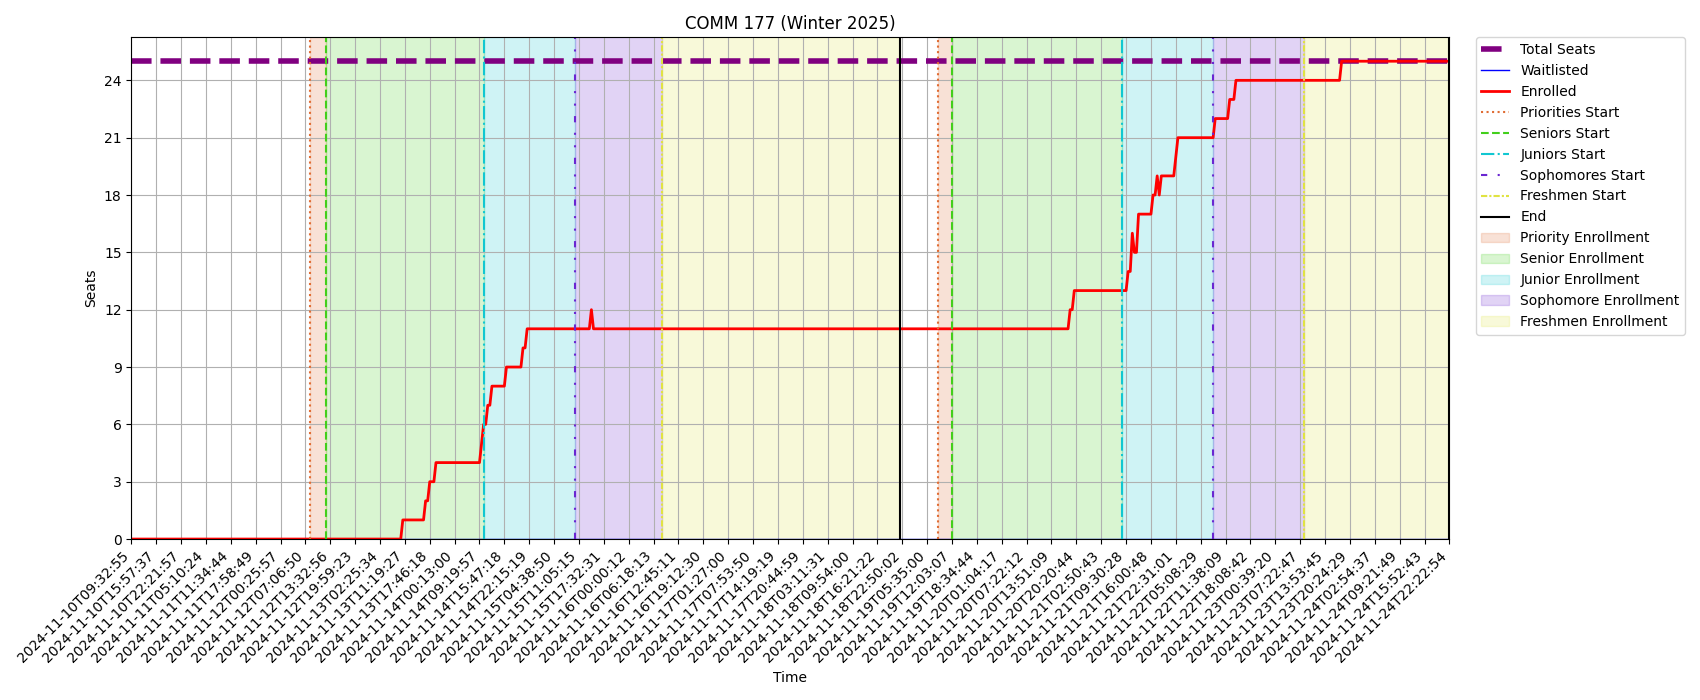 COMM 177 (Winter 2025)
Seats
24
21
18
15
12
9
6
3
0
2024-11-10T09:32:55
2024-11-10T15:57:37
2024-11-10T22:21:57
2024-11-11T05:10:24
2024-11-11T11:34:44
2024-11-11T17:58:49
2024-11-12T00:25:57
2024-11-12T07:06:50
2024-11-12T13:32:56
2024-11-12T19:59:23
2024-11-13T03:25:34
2024-11-13T11:19:27
2024-11-13T17:46:18
2024-11-14T00:13:00
2024-11-14T09:19:57
2024-11-14T15:47:18
2024-11-14T22:15:19
2024-11-15T04:38:50
2024-11-15T11:05:15
2024-11-15T17:32:31
2024-11-16T00:00:12
2024-11-16T06:18:13
2024-11-16T12:45:11
2024-11-16T19:12:30
2024-11-17T01:27:00
2024-11-17T07:53:50
2024-11-17T14:19:19
2024-11-17T20:44:59
2024-11-18T03:11:31
2024-11-18T09:54:00
2024-11-18T16:21:22
2024-11-18T22:50:02
2024-11-19T05:35:00
2024-11-19T12:03:07
2024-11-19T18:34:44
2024-11-20T01:04:17
2024-11-20T07:22:12
2024-11-20T13:51:09
2024-11-20T20:20:44
2024-11-21T02:50:43
2024-11-21T09:30:28
2024-11-21T16:00:48
2024-11-21T22:31:01
2024-11-22T05:08:29
2024-11-22T11:38:09
2024-11-22T18:08:42
2024-11-23T00:39:20
2024-11-23T07:22:47
2024-11-23T13:53:45
2024-11-23T20:24:29
2024-11-24T02:54:37
2024-11-24T09:21:49
2024-11-24T15:52:43
2024-11-24T22:22:54
Time
Total Seats
Waitlisted
Enrolled
Priorities Start
Seniors Start
Juniors Start
Sophomores Start
Freshmen Start
End
Priority Enrollment
Senior Enrollment
Junior Enrollment
Sophomore Enrollment
Freshmen Enrollment